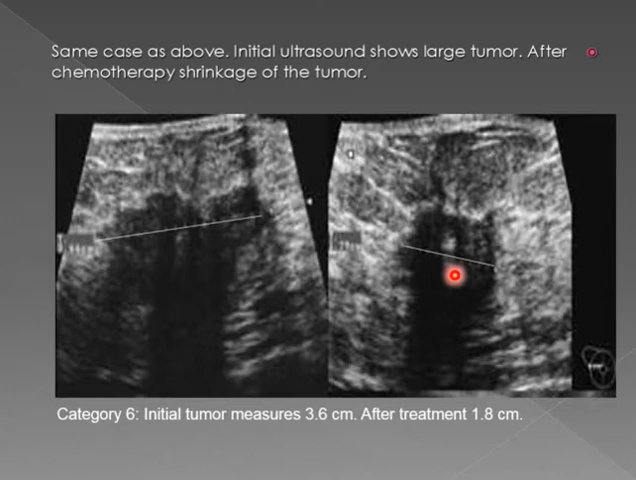 Same case as above. Initial ultrasound shows large tumor. After
chemotherapy shrinkage of the tumor.
Category 6: Initial tumor measures 3.6 cm. After treatment 1.8 cm.